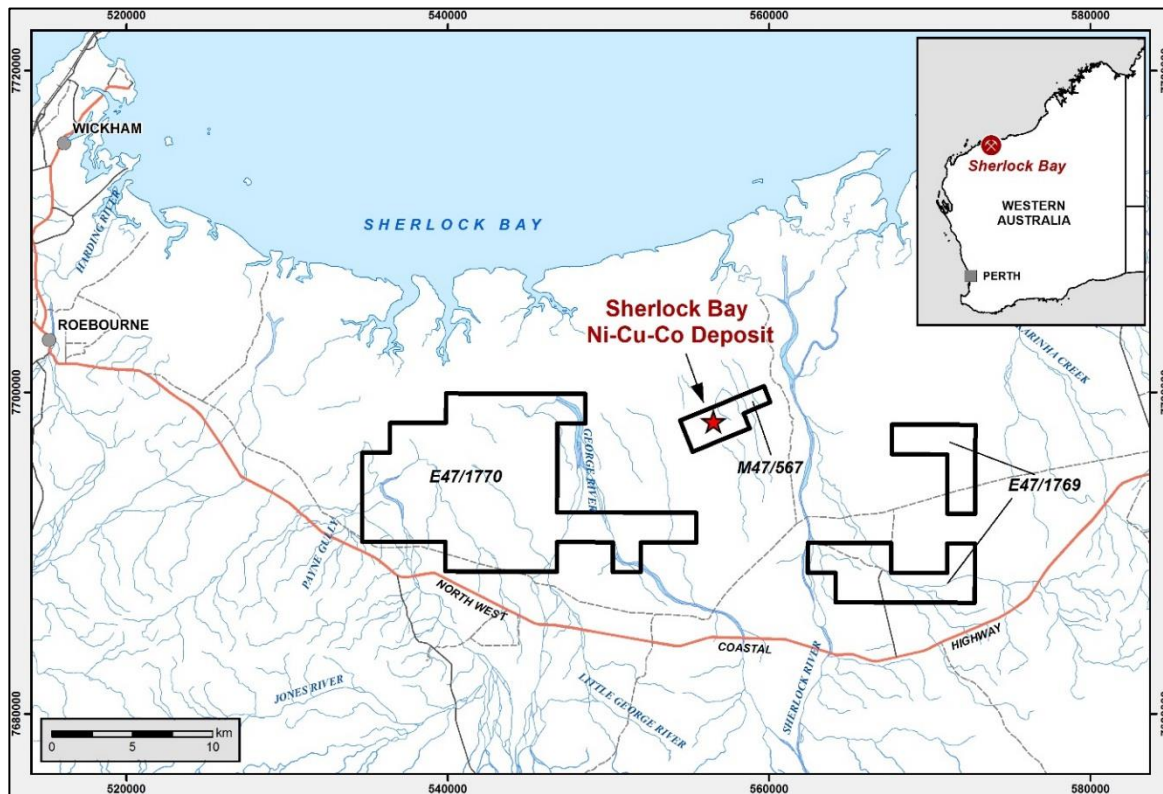 520000
540000
560000
580000
7720000
WICKHAM
HARDING RIVER
ROEBOURNE
SHERLOCK BAY
Sherlock Bay
WESTERN
AUSTRALIA
PERTH
Sherlock Bay
Ni-Cu-Co Deposit
CREEK
7700000
E47/1770
GEORGE RIVER
M47/567
E47/1769
PAYNE GULLY
NORTH WEST
COASTAL
HIGHWAY
JONES RIVER
LITTLE GEORGE RIVER
SHERLOCK RIVER
7680000
0 5 10 km
520000
540000
560000
580000